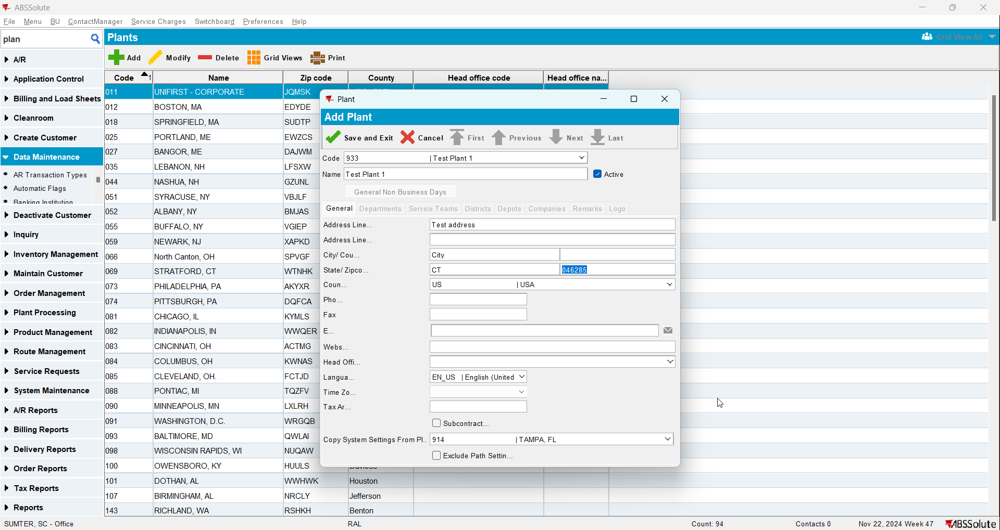 ABSSolute
File Menu BU ContactManager Service Charges Switchboard Preferences Help
plan
Plants
Grid View All
Add Modify Delete Grid Views Print
A/R
Application Control
Billing and Load Sheets
Cleanroom
Create Customer
Data Maintenance
AR Transaction Types
Automatic Flags
Banking Institution
Deactivate Customer
Inquiry
Inventory Management
Maintain Customer
Order Management
Plant Processing
Product Management
Route Management
Service Requests
System Maintenance
A/R Reports
Billing Reports
Delivery Reports
Order Reports
Tax Reports
Reports
Code 1 Name Zip code County Head office code Head office na...
011 UNIFIRST - CORPORATE JQMSK
012 BOSTON, MA EDYDE
018 SPRINGFIELD, MA SUDTP
025 PORTLAND, ME EWZCS
027 BANGOR, ME DAJWM
035 LEBANON, NH LFSXW
044 NASHUA, NH GZUNL
051 SYRACUSE, NY VBJLF
052 ALBANY, NY BMJAS
055 BUFFALO, NY VGIEP
059 NEWARK, NJ XAPKD
066 North Canton, OH SPVGF
069 STRATFORD, CT WTNHK
073 PHILADELPHIA, PA AKYXR
074 PITTSBURGH, PA DQFCA
081 CHICAGO, IL KYMLS
082 INDIANAPOLIS, IN WWQER
083 CINCINNATI, OH ACTMG
084 COLUMBUS, OH KWNAS
085 CLEVELAND, OH. FCTJD
088 PONTIAC, MI TQZFV
090 MINNEAPOLIS, MN LXLRH
091 WASHINGTON, D.C. WRGQB
093 BALTIMORE, MD QWLAI
098 WISCONSIN RAPIDS, WI NUQAW
100 OWENSBORO, KY HUULS
101 DOTHAN, AL WWHWK Houston
107 BIRMINGHAM, AL NRCLY Jefferson
143 RICHLAND, WA RSHKH Benton
Plant
Add Plant
Save and Exit Cancel First Previous Next Last
Code 933 | Test Plant 1
Name Test Plant 1 Active
General Non Business Days
General Departments Service Teams Districts Depots Companies Remarks Logo
Address Line... Test address
Address Line...
City/ Cou... City
State/ Zipco... CT 046285
Coun... US | USA
Pho...
Fax
E...
Webs...
Head Offi...
Langua... EN_US | English (United
Time Zo...
Tax Ar...
Subcontract...
Copy System Settings From Pl.. 914 | TAMPA, FL
Exclude Path Settin...
SUMTER, SC - Office RAL Count: 94 Contacts 0 Nov 22, 2024 Week 47 ABSSolute